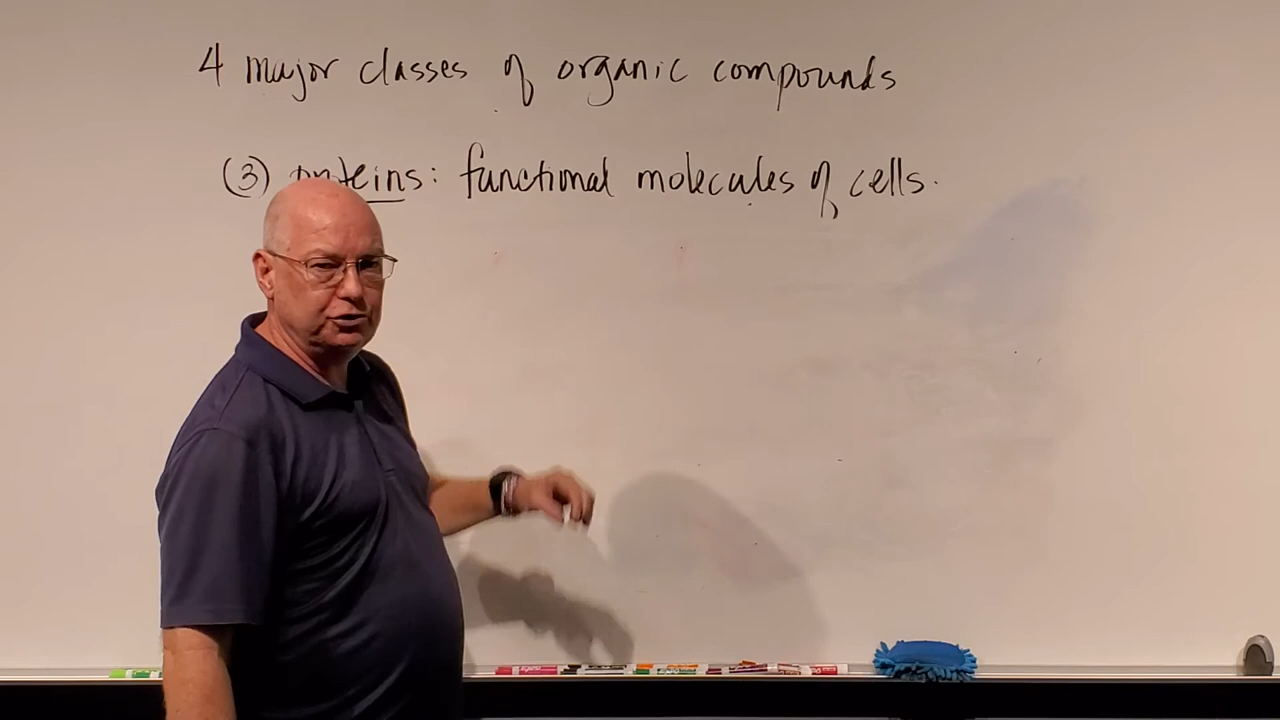 4 major classes of organic compounds
(3) proteins: functional molecules of cells.